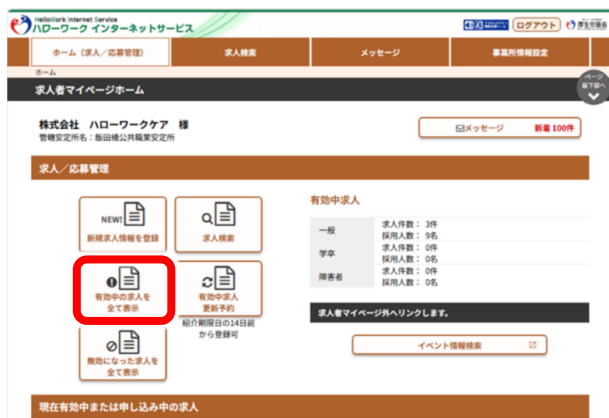 HelloWork Internet Service
ハローワーク インターネットサービス
ログアウト
厚生労働省
ホーム（求人／応募管理）
求人検索
メッセージ
事業所情報設定
ホーム
ページ
最下部へ
求人者マイページホーム
株式会社 ハローワークケア 様
管轄安定所名：飯田橋公共職業安定所
メッセージ 新着 100件
求人／応募管理
NEW!
新規求人情報を登録
求人検索
有効中の求人を
全て表示
有効中求人
更新予約
紹介期限日の14日前
から登録可
無効になった求人を
全て表示
有効中求人
一般
求人件数： 3件
採用人数： 9名
学卒
求人件数： 0件
採用人数： 0名
障害者
求人件数： 0件
採用人数： 0名
求人者マイページ外へリンクします。
イベント情報検索
現在有効中または申し込み中の求人